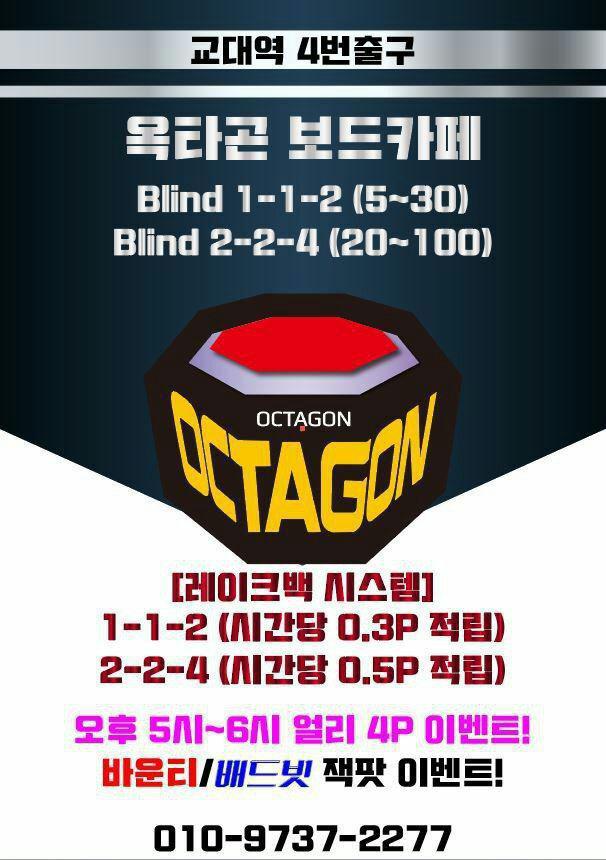 교대역 4번출구
옥타곤 보드카페
Blind 1-1-2 (5~30)
Blind 2-2-4 (20~100)
OCTAGON
OCTAGON
[레이크백 시스템]
1-1-2 (시간당 0.3P 적립)
2-2-4 (시간당 0.5P 적립)
오후 5시~6시 얼리 4P 이벤트!
바운티/배드빗 잭팟 이벤트!
010-9737-2277